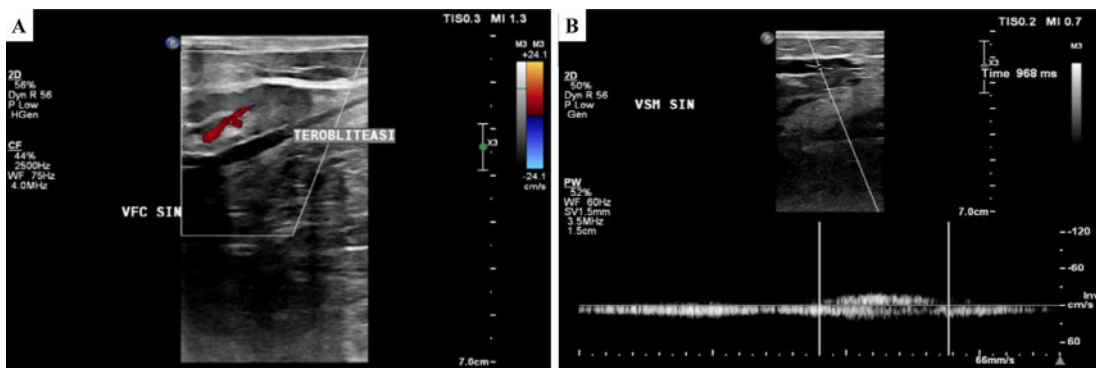 A
TIS0.3 MI 1.3
M3 M3
+24.1
2D
56%
Dyn R 56
P Low
HGen
CF
44%
2500Hz
WF 75Hz
4.0MHz
TEROBLITEASI
X3
-24.1
cm/s
VFC SIN
7.0cm
B
TIS0.2 MI 0.7
M3
X3
Time 968 ms
2D
50%
Dyn R 56
P Low
Gen
VSM SIN
PW
52%
WF 60Hz
SV1.5mm
3.5MHz
1.5cm
7.0cm
-120
-60
Inv
cm/s
60
66mm/s